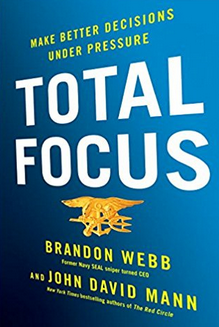 MAKE BETTER DECISIONS
UNDER PRESSURE
TOTAL
FOCUS
BRANDON WEBB
Former Navy SEAL sniper turned CEO
AND JOHN DAVID MANN
New York Times bestselling authors of The Red Circle